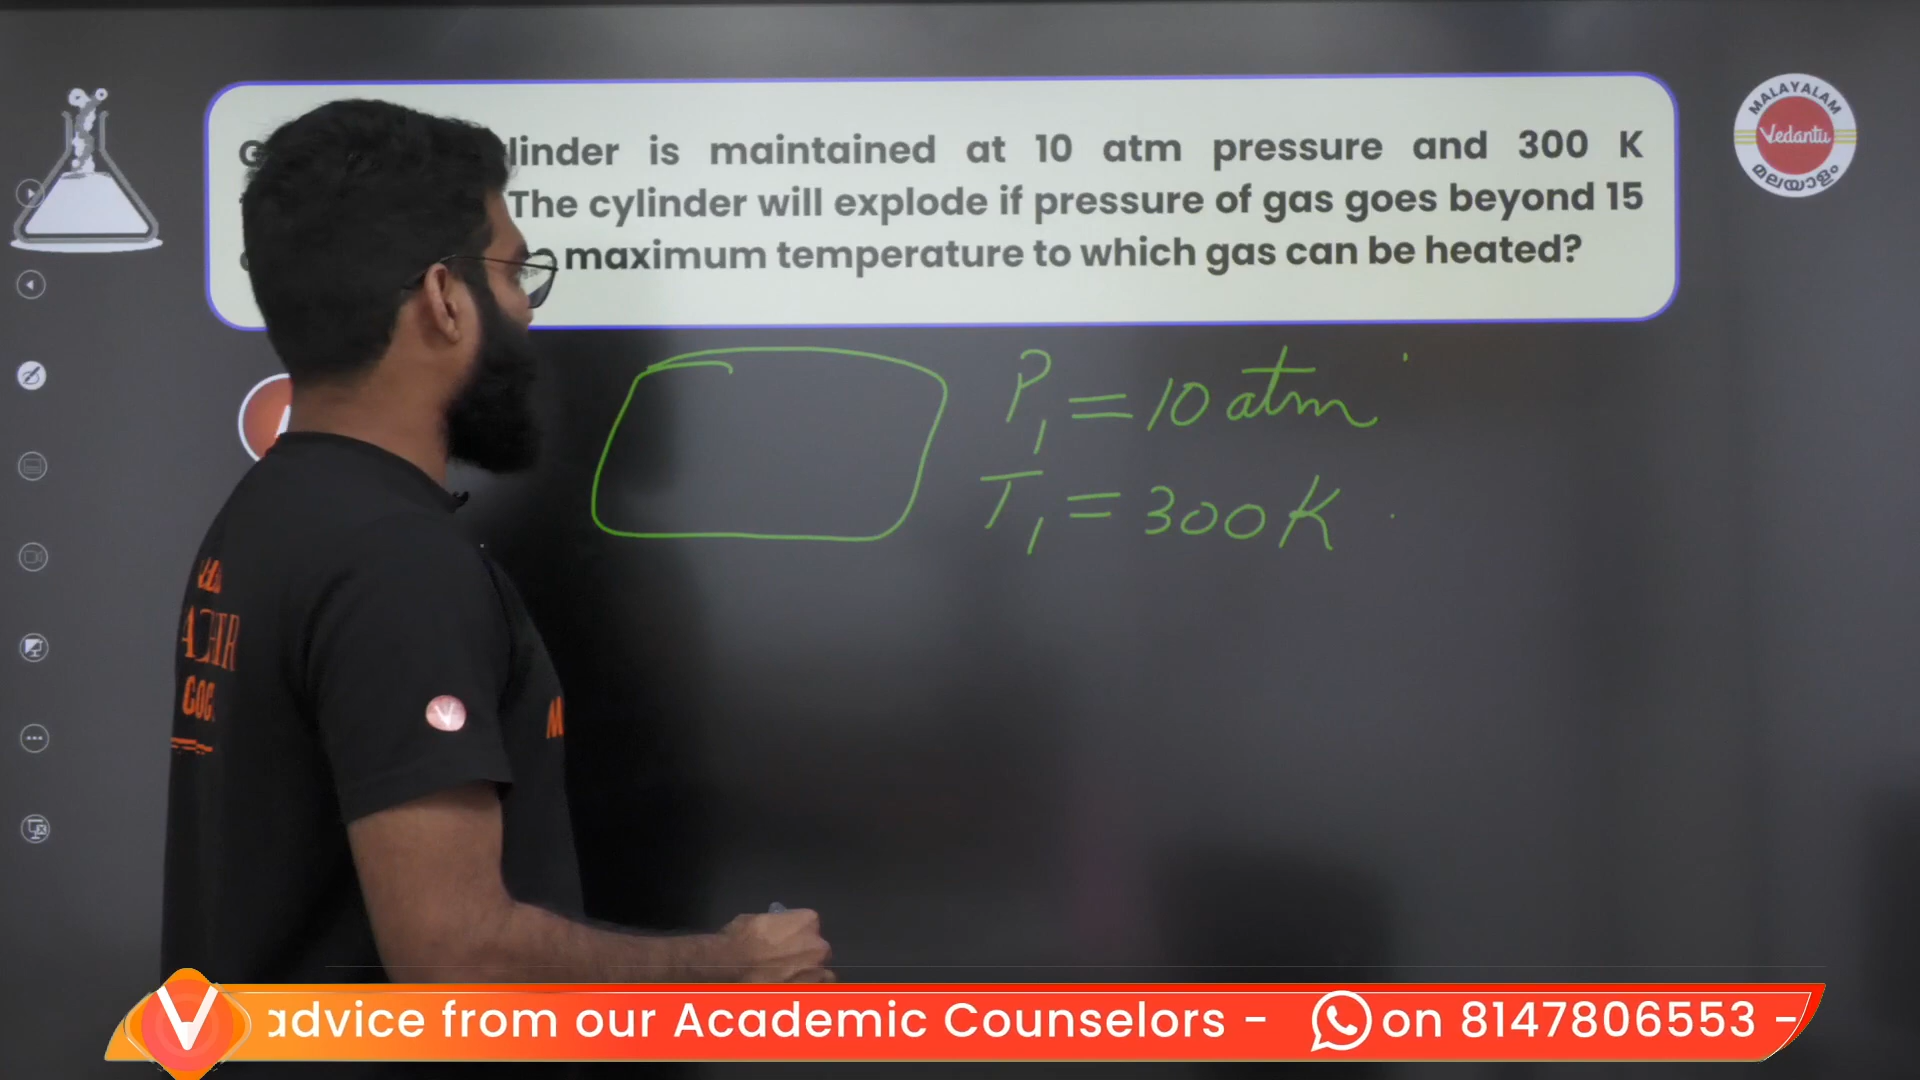 linder is maintained at 10 atm pressure and 300 K
The cylinder will explode if pressure of gas goes beyond 15
maximum temperature to which gas can be heated?
MALAYALAM
Vedantu
മലയാളം
P₁ = 10 atm
T₁ = 300 K
COG
V
M
advice from our Academic Counselors - on 8147806553 -